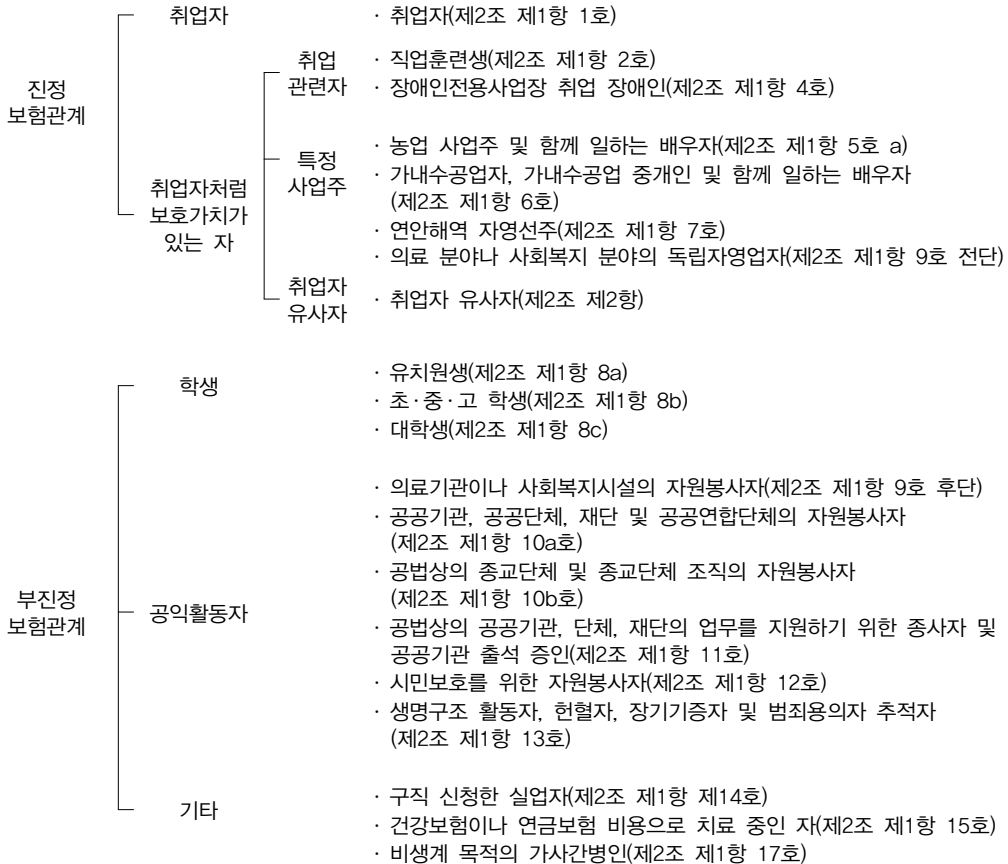 진정
보험관계
취업자
· 취업자(제2조 제1항 1호)
취업자처럼
보호가치가
있는 자
취업
관련자
· 직업훈련생(제2조 제1항 2호)
· 장애인전용사업장 취업 장애인(제2조 제1항 4호)
특정
사업주
· 농업 사업주 및 함께 일하는 배우자(제2조 제1항 5호 a)
· 가내수공업자, 가내수공업 중개인 및 함께 일하는 배우자
(제2조 제1항 6호)
· 연안해역 자영선주(제2조 제1항 7호)
· 의료 분야나 사회복지 분야의 독립자영업자(제2조 제1항 9호 전단)
취업자
유사자
· 취업자 유사자(제2조 제2항)
부진정
보험관계
학생
· 유치원생(제2조 제1항 8a)
· 초·중·고 학생(제2조 제1항 8b)
· 대학생(제2조 제1항 8c)
공익활동자
· 의료기관이나 사회복지시설의 자원봉사자(제2조 제1항 9호 후단)
· 공공기관, 공공단체, 재단 및 공공연합단체의 자원봉사자
(제2조 제1항 10a호)
· 공법상의 종교단체 및 종교단체 조직의 자원봉사자
(제2조 제1항 10b호)
· 공법상의 공공기관, 단체, 재단의 업무를 지원하기 위한 종사자 및
공공기관 출석 증인(제2조 제1항 11호)
· 시민보호를 위한 자원봉사자(제2조 제1항 12호)
· 생명구조 활동자, 헌혈자, 장기기증자 및 범죄용의자 추적자
(제2조 제1항 13호)
기타
· 구직 신청한 실업자(제2조 제1항 제14호)
· 건강보험이나 연금보험 비용으로 치료 중인 자(제2조 제1항 15호)
· 비생계 목적의 가사간병인(제2조 제1항 17호)